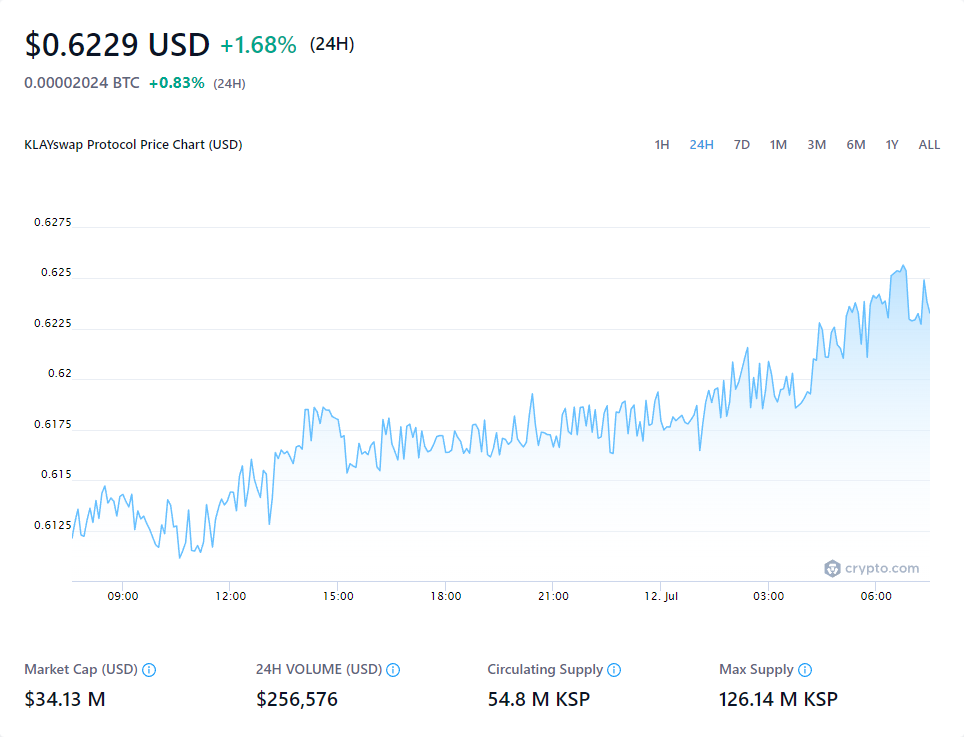 $0.6229 USD +1.68% (24H)
0.00002024 BTC +0.83% (24H)
KLAYswap Protocol Price Chart (USD) 1H 24H 7D 1M 3M 6M 1Y ALL
0.6275
0.625
0.6225
0.62
0.6175
0.615
0.6125
crypto.com
09:00 12:00 15:00 18:00 21:00 12. Jul 03:00 06:00
Market Cap (USD) 24H VOLUME (USD) Circulating Supply Max Supply
$34.13 M $256,576 54.8 M KSP 126.14 M KSP